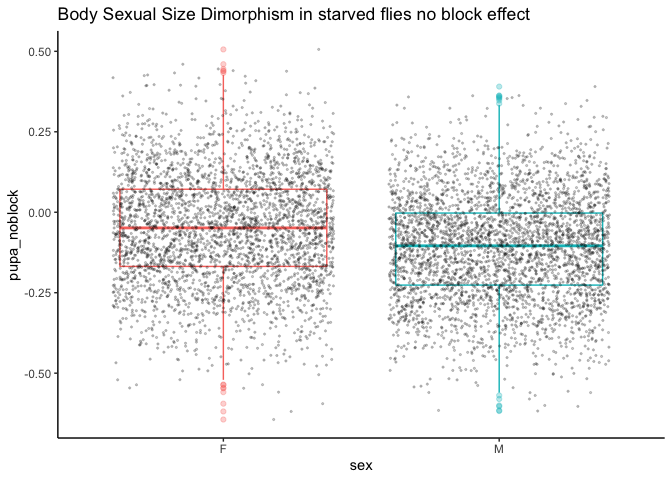 Body Sexual Size Dimorphism in starved flies no block effect
pupa_noblock
0.50
0.25
0.00
-0.25
-0.50
F
M
sex